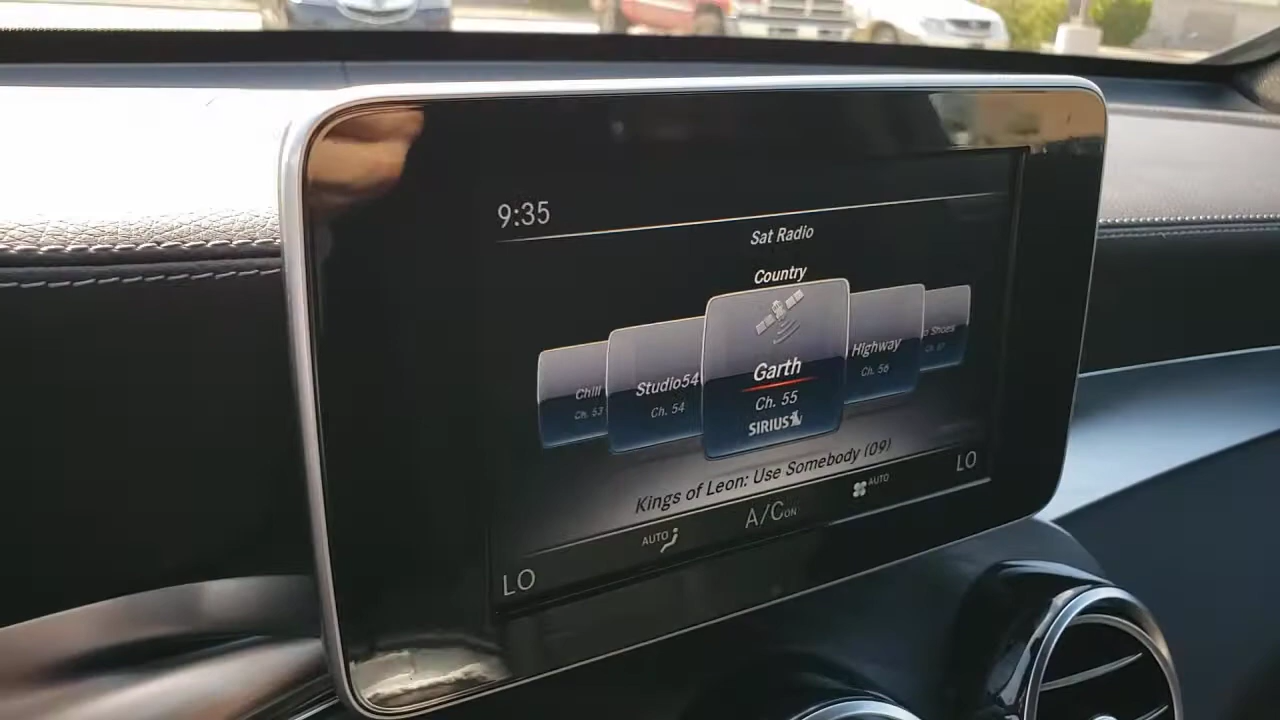 9:35
Sat Radio
Country
Chill
Ch. 53
Studio54
Ch. 54
Garth
Ch. 55
SIRIUS
Highway
Ch. 56
Shoes
Ch. 57
Kings of Leon: Use Somebody (09)
LO
AUTO
A/C ON
AUTO
LO